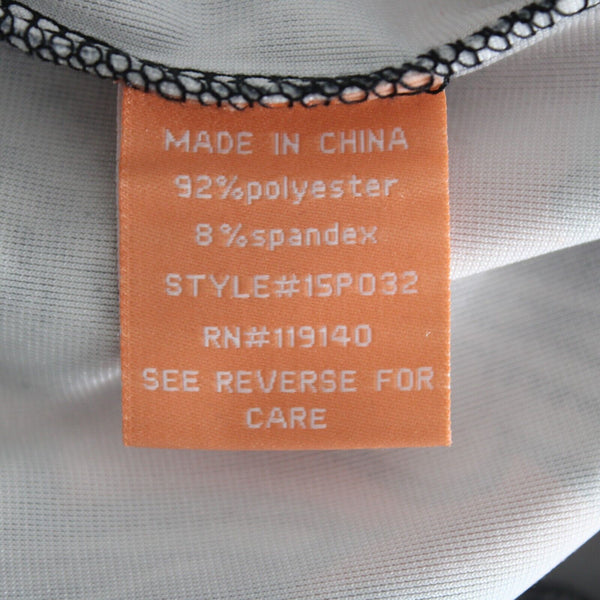 MADE IN CHINA
92%polyester
8%spandex
STYLE#15P032
RN#119140
SEE REVERSE FOR
CARE